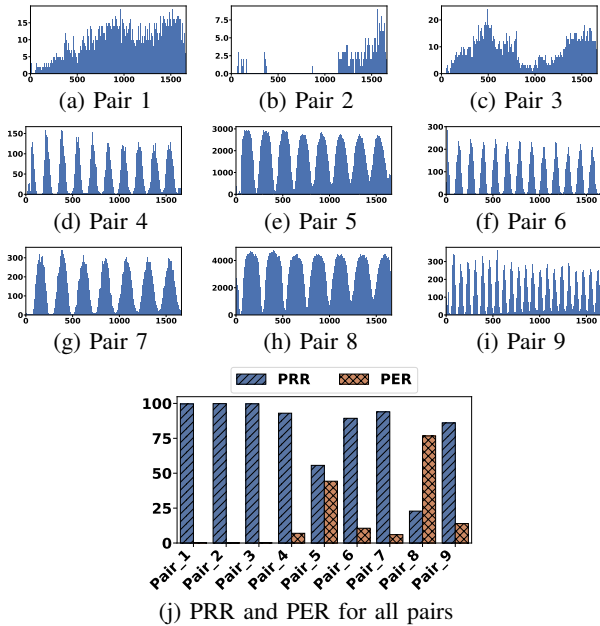 15
10
5
0
0 500 1000 1500
(a) Pair 1
7.5
5.0
2.5
0.0
0 500 1000 1500
(b) Pair 2
20
10
0
0 500 1000 1500
(c) Pair 3
150
100
50
0
0 500 1000 1500
(d) Pair 4
3000
2000
1000
0
0 500 1000 1500
(e) Pair 5
300
200
100
0
0 500 1000 1500
(f) Pair 6
300
200
100
0
0 500 1000 1500
(g) Pair 7
4000
2000
0
0 500 1000 1500
(h) Pair 8
300
200
100
0
0 500 1000 1500
(i) Pair 9
PRR PER
100
75
50
25
0
Pair_1 Pair_2 Pair_3 Pair_4 Pair_5 Pair_6 Pair_7 Pair_8 Pair_9
(j) PRR and PER for all pairs